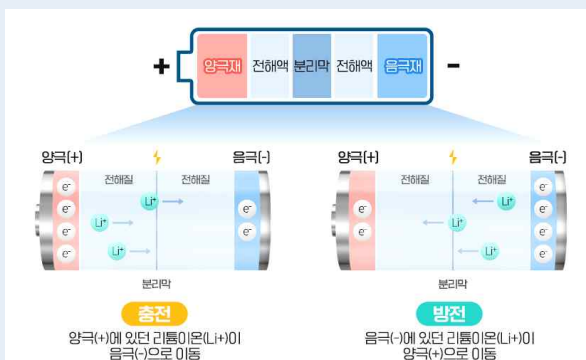 + 양극재 전해액 분리막 전해액 음극재 -
양극(+) 음극(-)
전해질 전해질
e⁻ e⁻ e⁻ e⁻
Li⁺ Li⁺ Li⁺
e⁻ e⁻
분리막
충전
양극(+)에 있던 리튬이온(Li+)이
음극(-)으로 이동
양극(+) 음극(-)
전해질 전해질
e⁻ e⁻
Li⁺ Li⁺ Li⁺
e⁻ e⁻ e⁻ e⁻
분리막
방전
음극(-)에 있던 리튬이온(Li+)이
양극(+)으로 이동